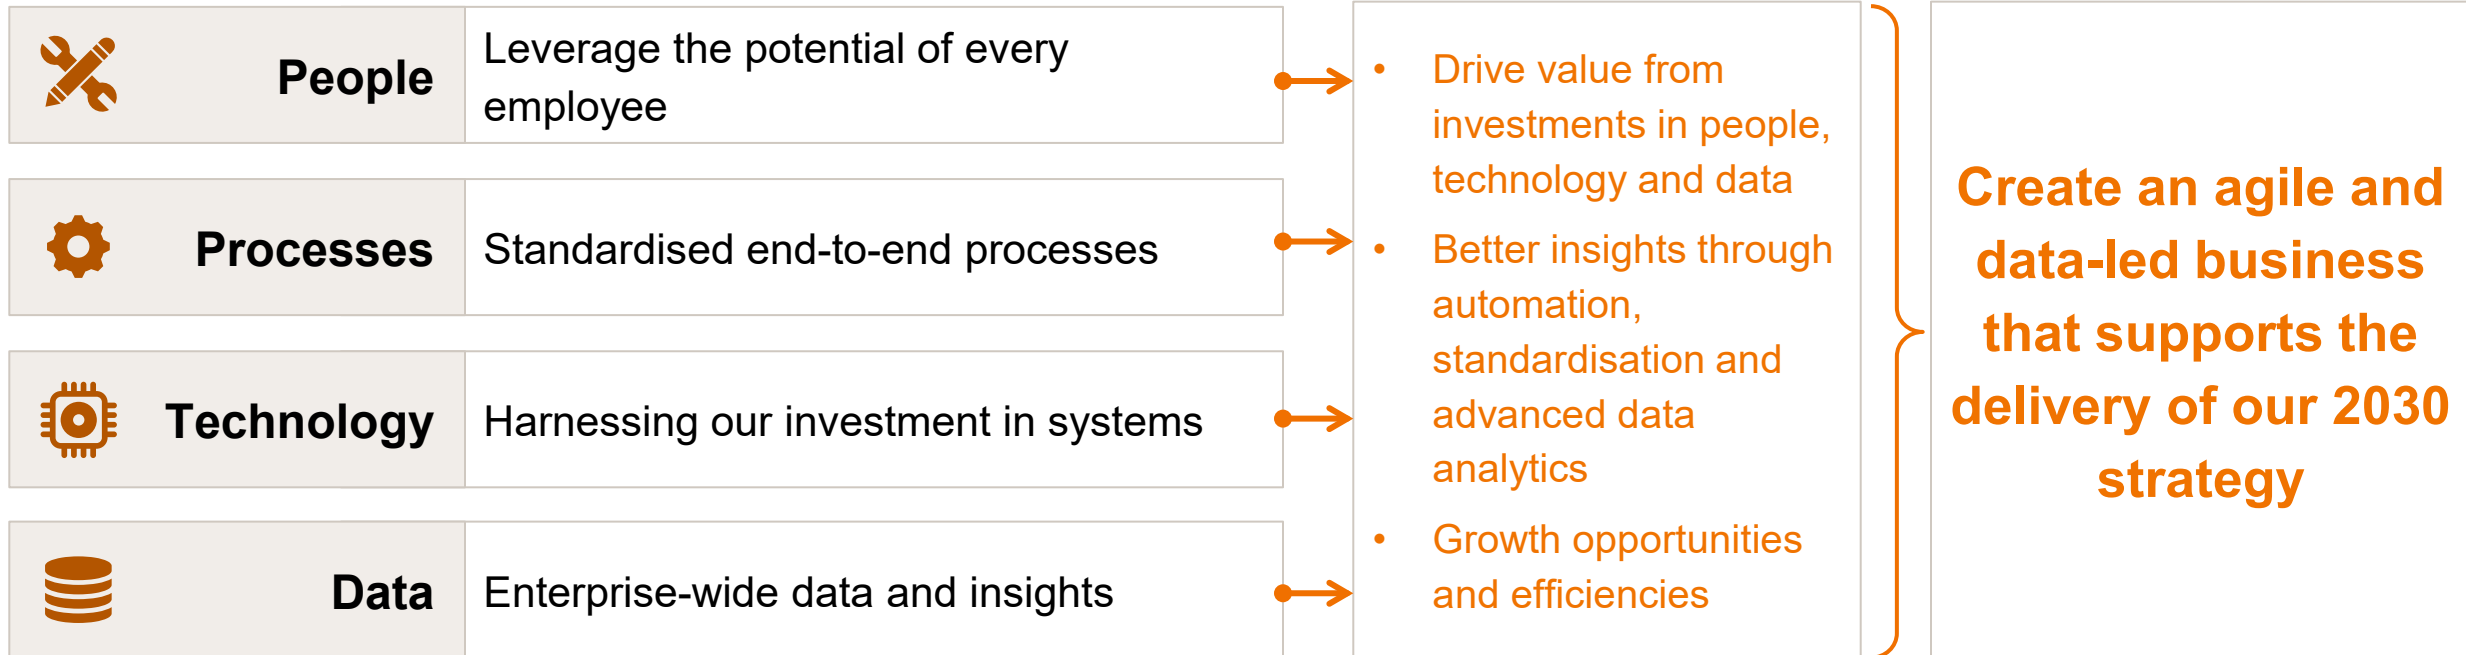 People
Leverage the potential of every
employee
Processes
Standardised end-to-end processes
Technology
Harnessing our investment in systems
Data
Enterprise-wide data and insights
• Drive value from
investments in people,
technology and data
• Better insights through
automation,
standardisation and
advanced data
analytics
• Growth opportunities
and efficiencies
Create an agile and
data-led business
that supports the
delivery of our 2030
strategy